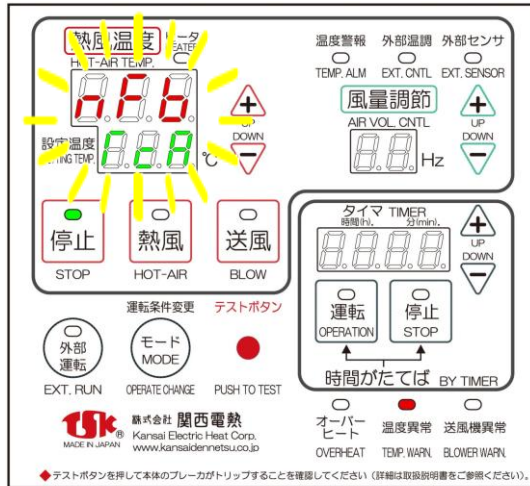 熱風温度
ヒータ
HEATER
HOT-AIR TEMP.
nFb
設定温度
SETTING TEMP.
IcA
℃
UP
DOWN
温度警報 外部温調 外部センサ
TEMP. ALM EXT. CNTL EXT. SENSOR
風量調節
AIR VOL. CNTL
Hz
UP
DOWN
停止
STOP
熱風
HOT-AIR
送風
BLOW
タイマ TIMER
時間(h). 分(min).
UP
DOWN
運転
OPERATION
停止
STOP
時間がたてば BY TIMER
運転条件変更
テストボタン
外部
運転
EXT. RUN
モード
MODE
OPERATE CHANGE
PUSH TO TEST
TSK®
MADE IN JAPAN
株式会社 関西電熱
Kansai Electric Heat Corp.
www.kansaidennetsu.co.jp
オーバー
ヒート
OVERHEAT
温度異常
TEMP. WARN.
送風機異常
BLOWER WARN.
◆テストボタンを押して本体のブレーカがトリップすることを確認してください（詳細は取扱説明書をご参照ください）。